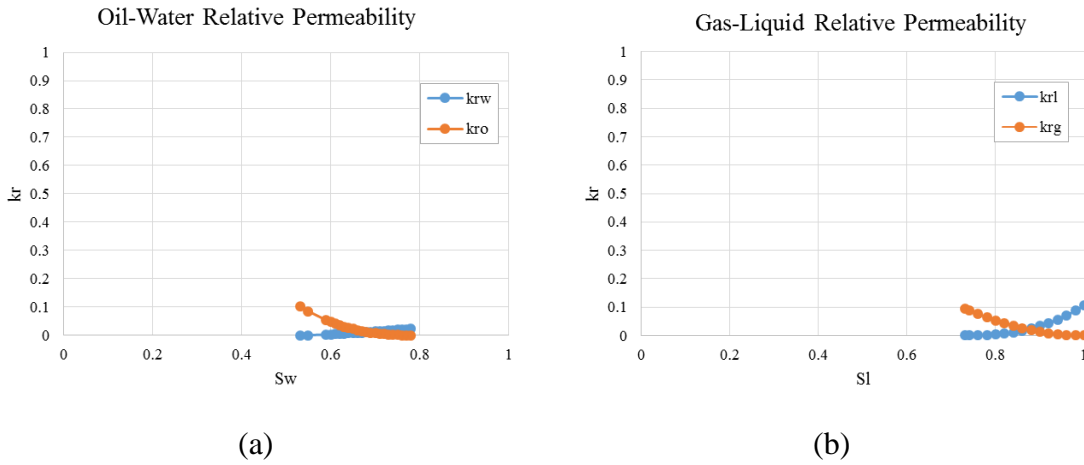 Oil-Water Relative Permeability
1
0.9
0.8
0.7
0.6
0.5
0.4
0.3
0.2
0.1
0
kr
krw
kro
0 0.2 0.4 0.6 0.8 1
Sw
(a)
Gas-Liquid Relative Permeability
1
0.9
0.8
0.7
0.6
0.5
0.4
0.3
0.2
0.1
0
kr
krl
krg
0 0.2 0.4 0.6 0.8 1
Sl
(b)